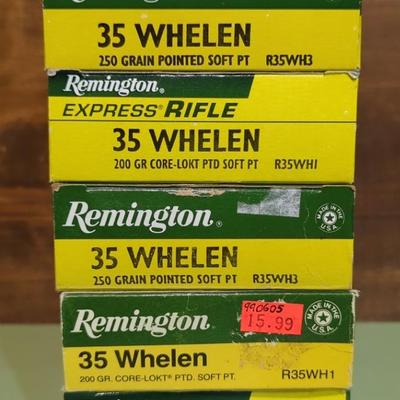 35 WHELEN
250 GRAIN POINTED SOFT PT R35WH3
Remington®
EXPRESS® RIFLE
35 WHELEN
200 GR CORE-LOKT PTD SOFT PT R35WH1
Remington®
MADE IN THE U.S.A.
35 WHELEN
250 GRAIN POINTED SOFT PT R35WH3
990605
15.99
Remington®
MADE IN THE U.S.A.
35 Whelen
200 GR. CORE-LOKT® PTD. SOFT PT. R35WH1